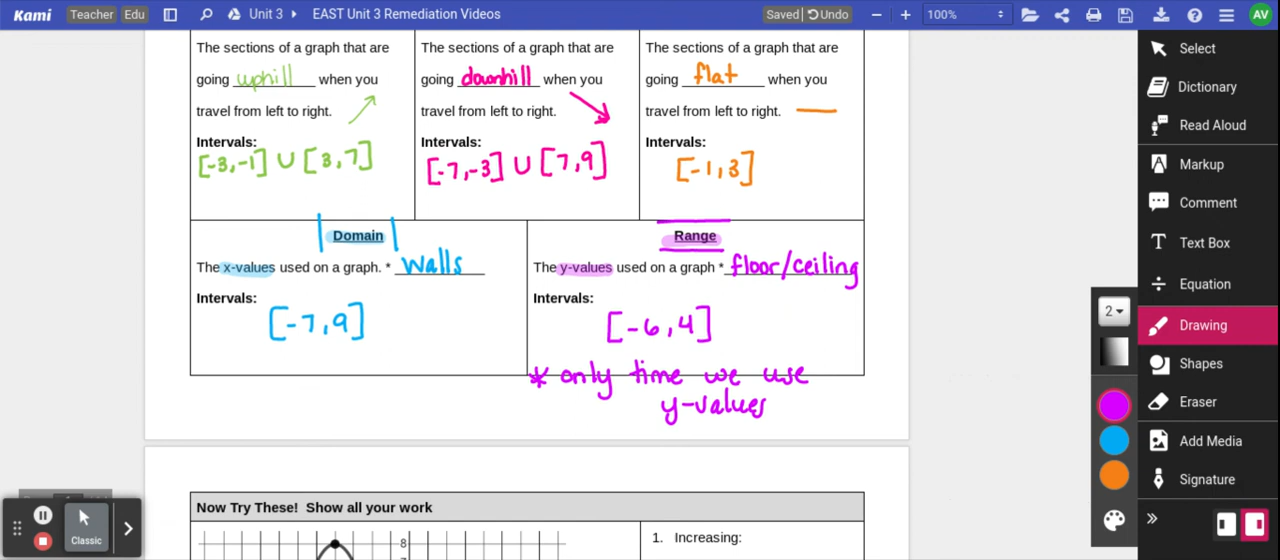 Kami Teacher Edu Unit 3 EAST Unit 3 Remediation Videos Saved Undo 100% AV
The sections of a graph that are
going uphill when you
travel from left to right.
Intervals:
[-3,-1] ∪ [3,7]
The sections of a graph that are
going downhill when you
travel from left to right.
Intervals:
[-7,-3] ∪ [7,9]
The sections of a graph that are
going flat when you
travel from left to right.
Intervals:
[-1,3]
Domain
The x-values used on a graph. * walls
Intervals:
[-7,9]
Range
The y-values used on a graph * floor/ceiling
Intervals:
[-6,4]
* only time we use
y-values
Now Try These! Show all your work
8
1. Increasing:
Select
Dictionary
Read Aloud
Markup
Comment
Text Box
Equation
2
Drawing
Shapes
Eraser
Add Media
Signature
Classic